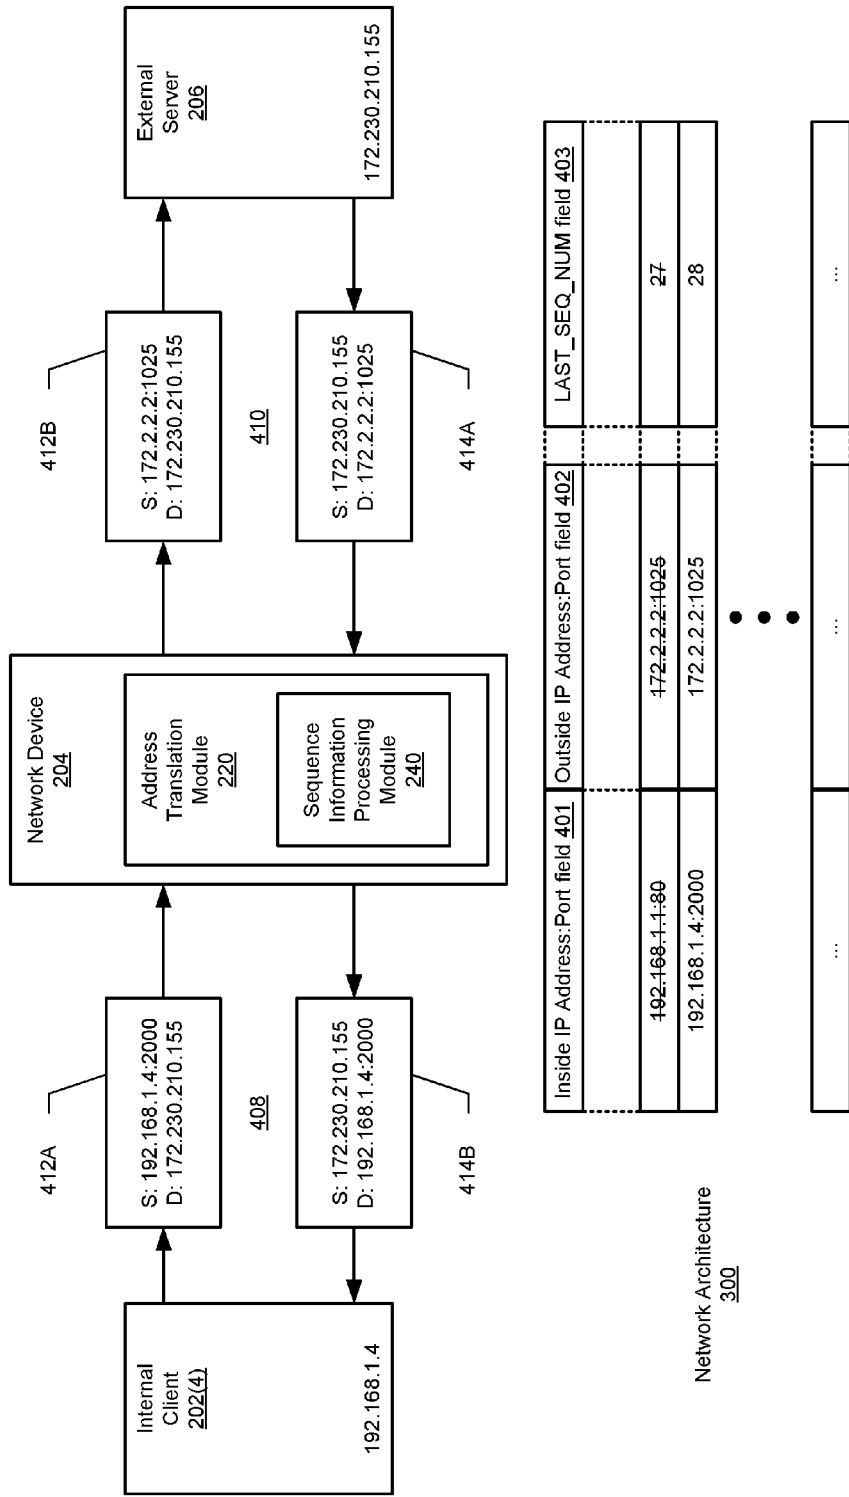 Internal
Client
202(4)
192.168.1.4
412A
S: 192.168.1.4:2000
D: 172.230.210.155
408
S: 172.230.210.155
D: 192.168.1.4:2000
414B
Network Device
204
Address
Translation
Module
220
Sequence
Information
Processing
Module
240
412B
S: 172.2.2.2:1025
D: 172.230.210.155
410
S: 172.230.210.155
D: 172.2.2.2:1025
414A
External
Server
206
172.230.210.155
Network Architecture
300
Inside IP Address:Port field 401 Outside IP Address:Port field 402 LAST_SEQ_NUM field 403
192.168.1.1:80 172.2.2.2:1025 27
192.168.1.4:2000 172.2.2.2:1025 28
... ... ...